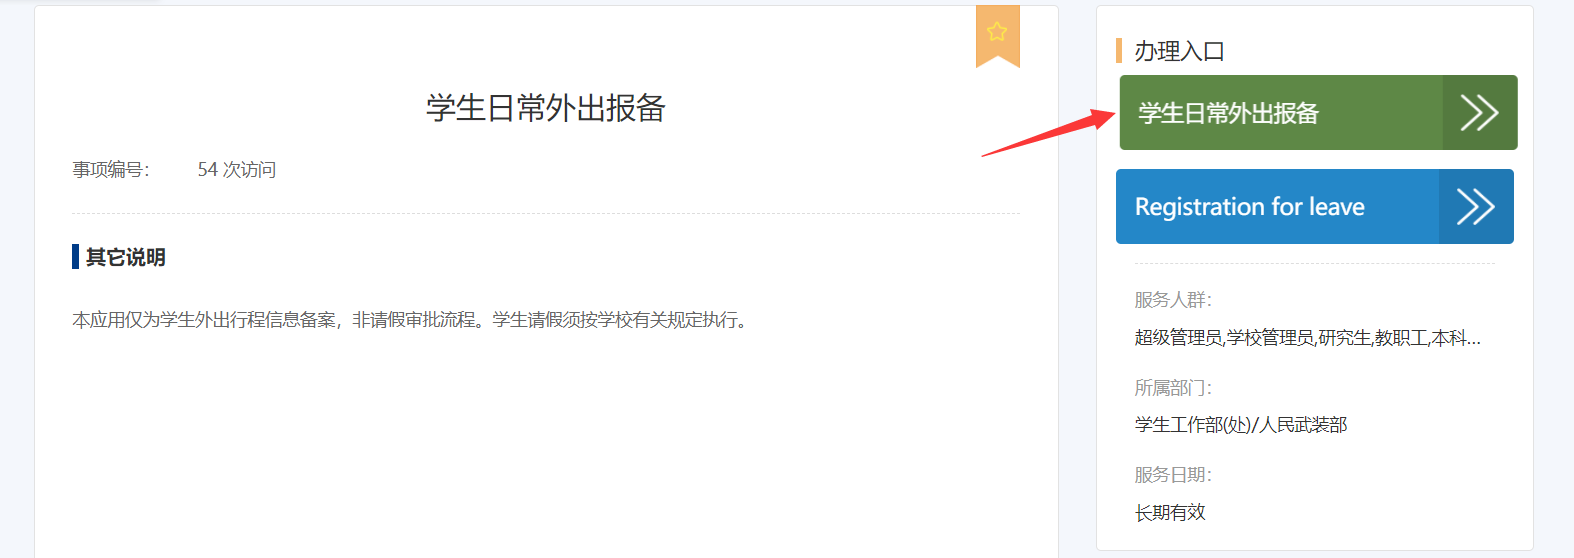 学生日常外出报备
事项编号： 54 次访问
其它说明
本应用仅为学生外出行程信息备案，非请假审批流程。学生请假须按学校有关规定执行。
办理入口
学生日常外出报备
Registration for leave
服务人群：
超级管理员,学校管理员,研究生,教职工,本科...
所属部门：
学生工作部(处)/人民武装部
服务日期：
长期有效